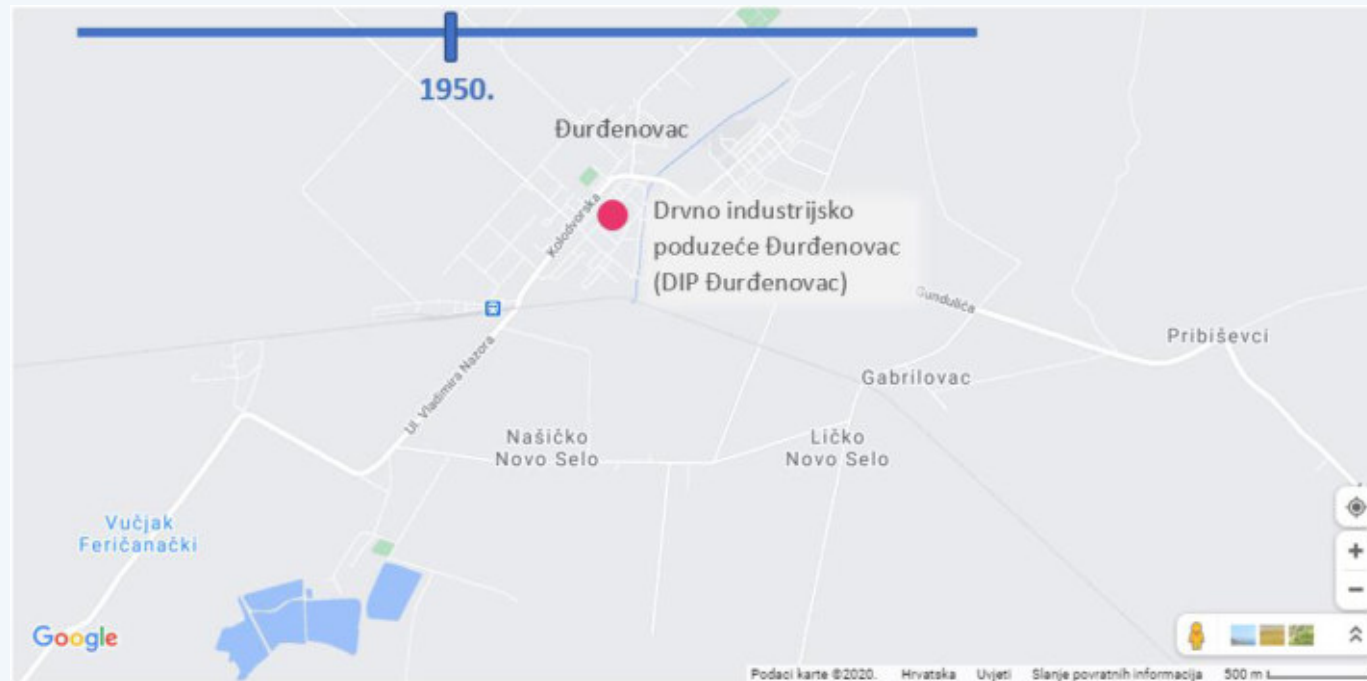 1950.
Đurđenovac
Kolodvorska
Drvno industrijsko
poduzeće Đurđenovac
(DIP Đurđenovac)
Gundulića
Pribiševci
Ul. Vladimira Nazora
Gabrilovac
Našičko
Novo Selo
Ličko
Novo Selo
Vučjak
Feričanački
Google
Podaci karte ©2020. Hrvatska Uvjeti Slanje povratnih informacija 500 m